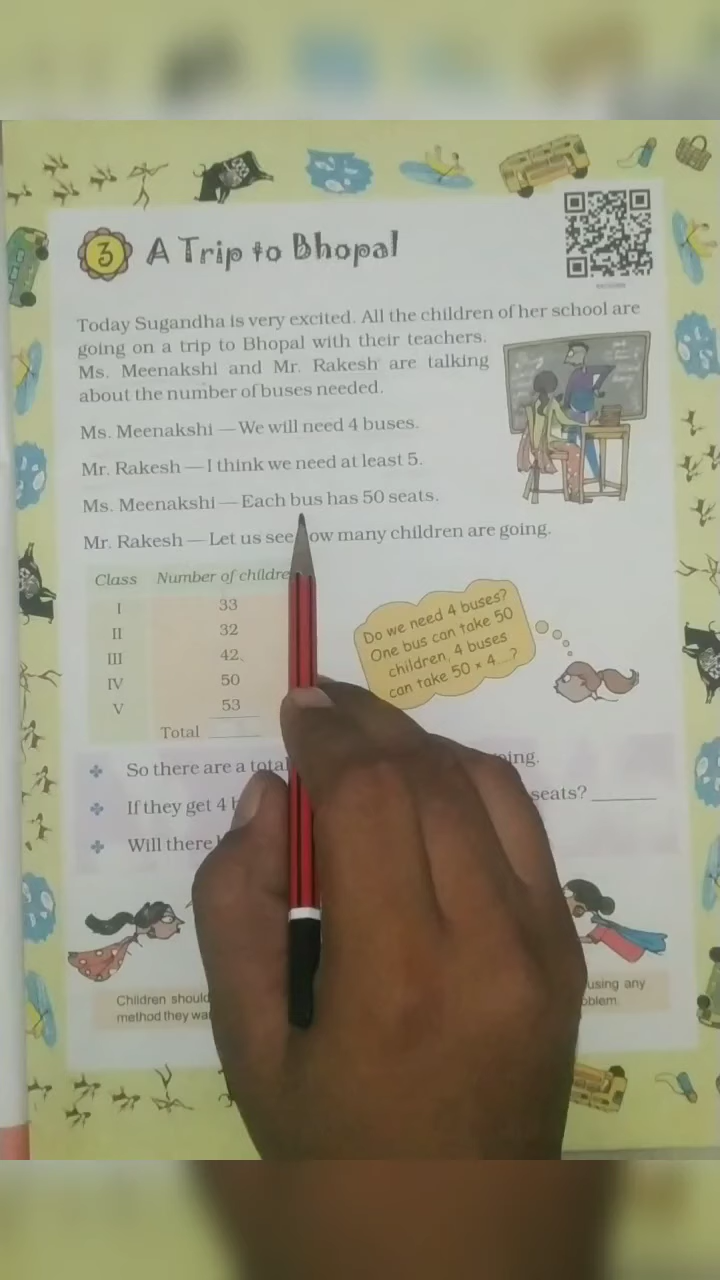 3 A Trip to Bhopal
Today Sugandha is very excited. All the children of her school are
going on a trip to Bhopal with their teachers.
Ms. Meenakshi and Mr. Rakesh are talking
about the number of buses needed.
Ms. Meenakshi — We will need 4 buses.
Mr. Rakesh — I think we need at least 5.
Ms. Meenakshi — Each bus has 50 seats.
Mr. Rakesh — Let us see how many children are going.
Class Number of childre
I 33
II 32
III 42
IV 50
V 53
Total
Do we need 4 buses?
One bus can take 50
children, 4 buses
can take 50 × 4...?
So there are a total going.
If they get 4 seats?
Will there
Children should using any
method they